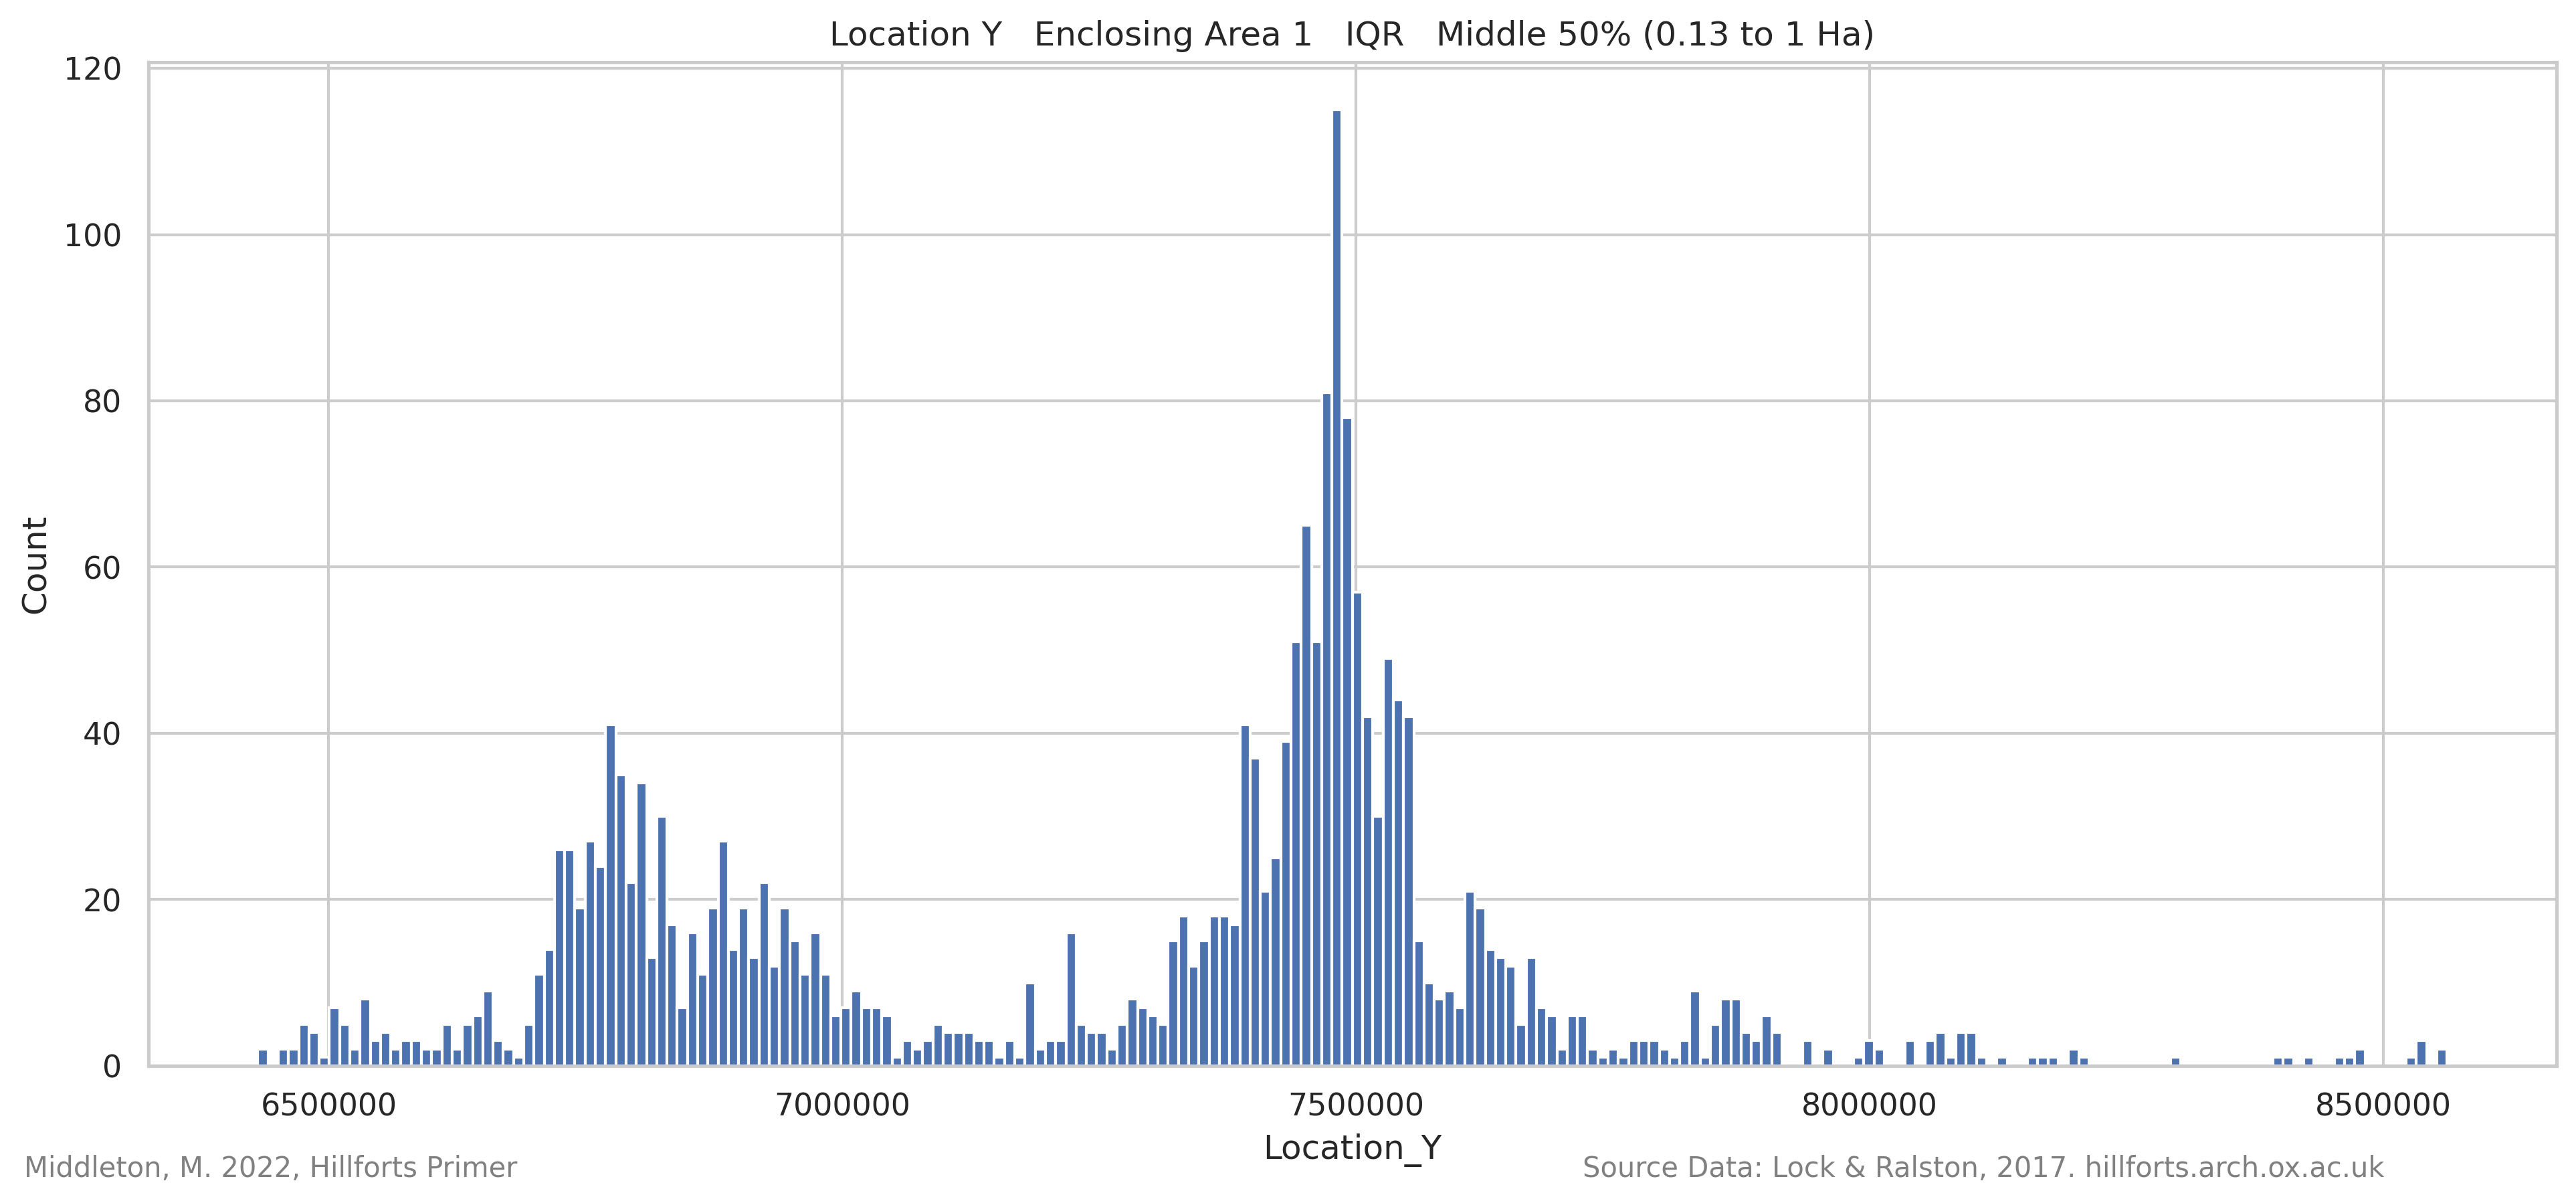 Location Y   Enclosing Area 1   IQR   Middle 50% (0.13 to 1 Ha)
120
100
80
60
40
20
0
Count
6500000 7000000 7500000 8000000 8500000
Location_Y
Middleton, M. 2022, Hillforts Primer
Source Data: Lock & Ralston, 2017. hillforts.arch.ox.ac.uk